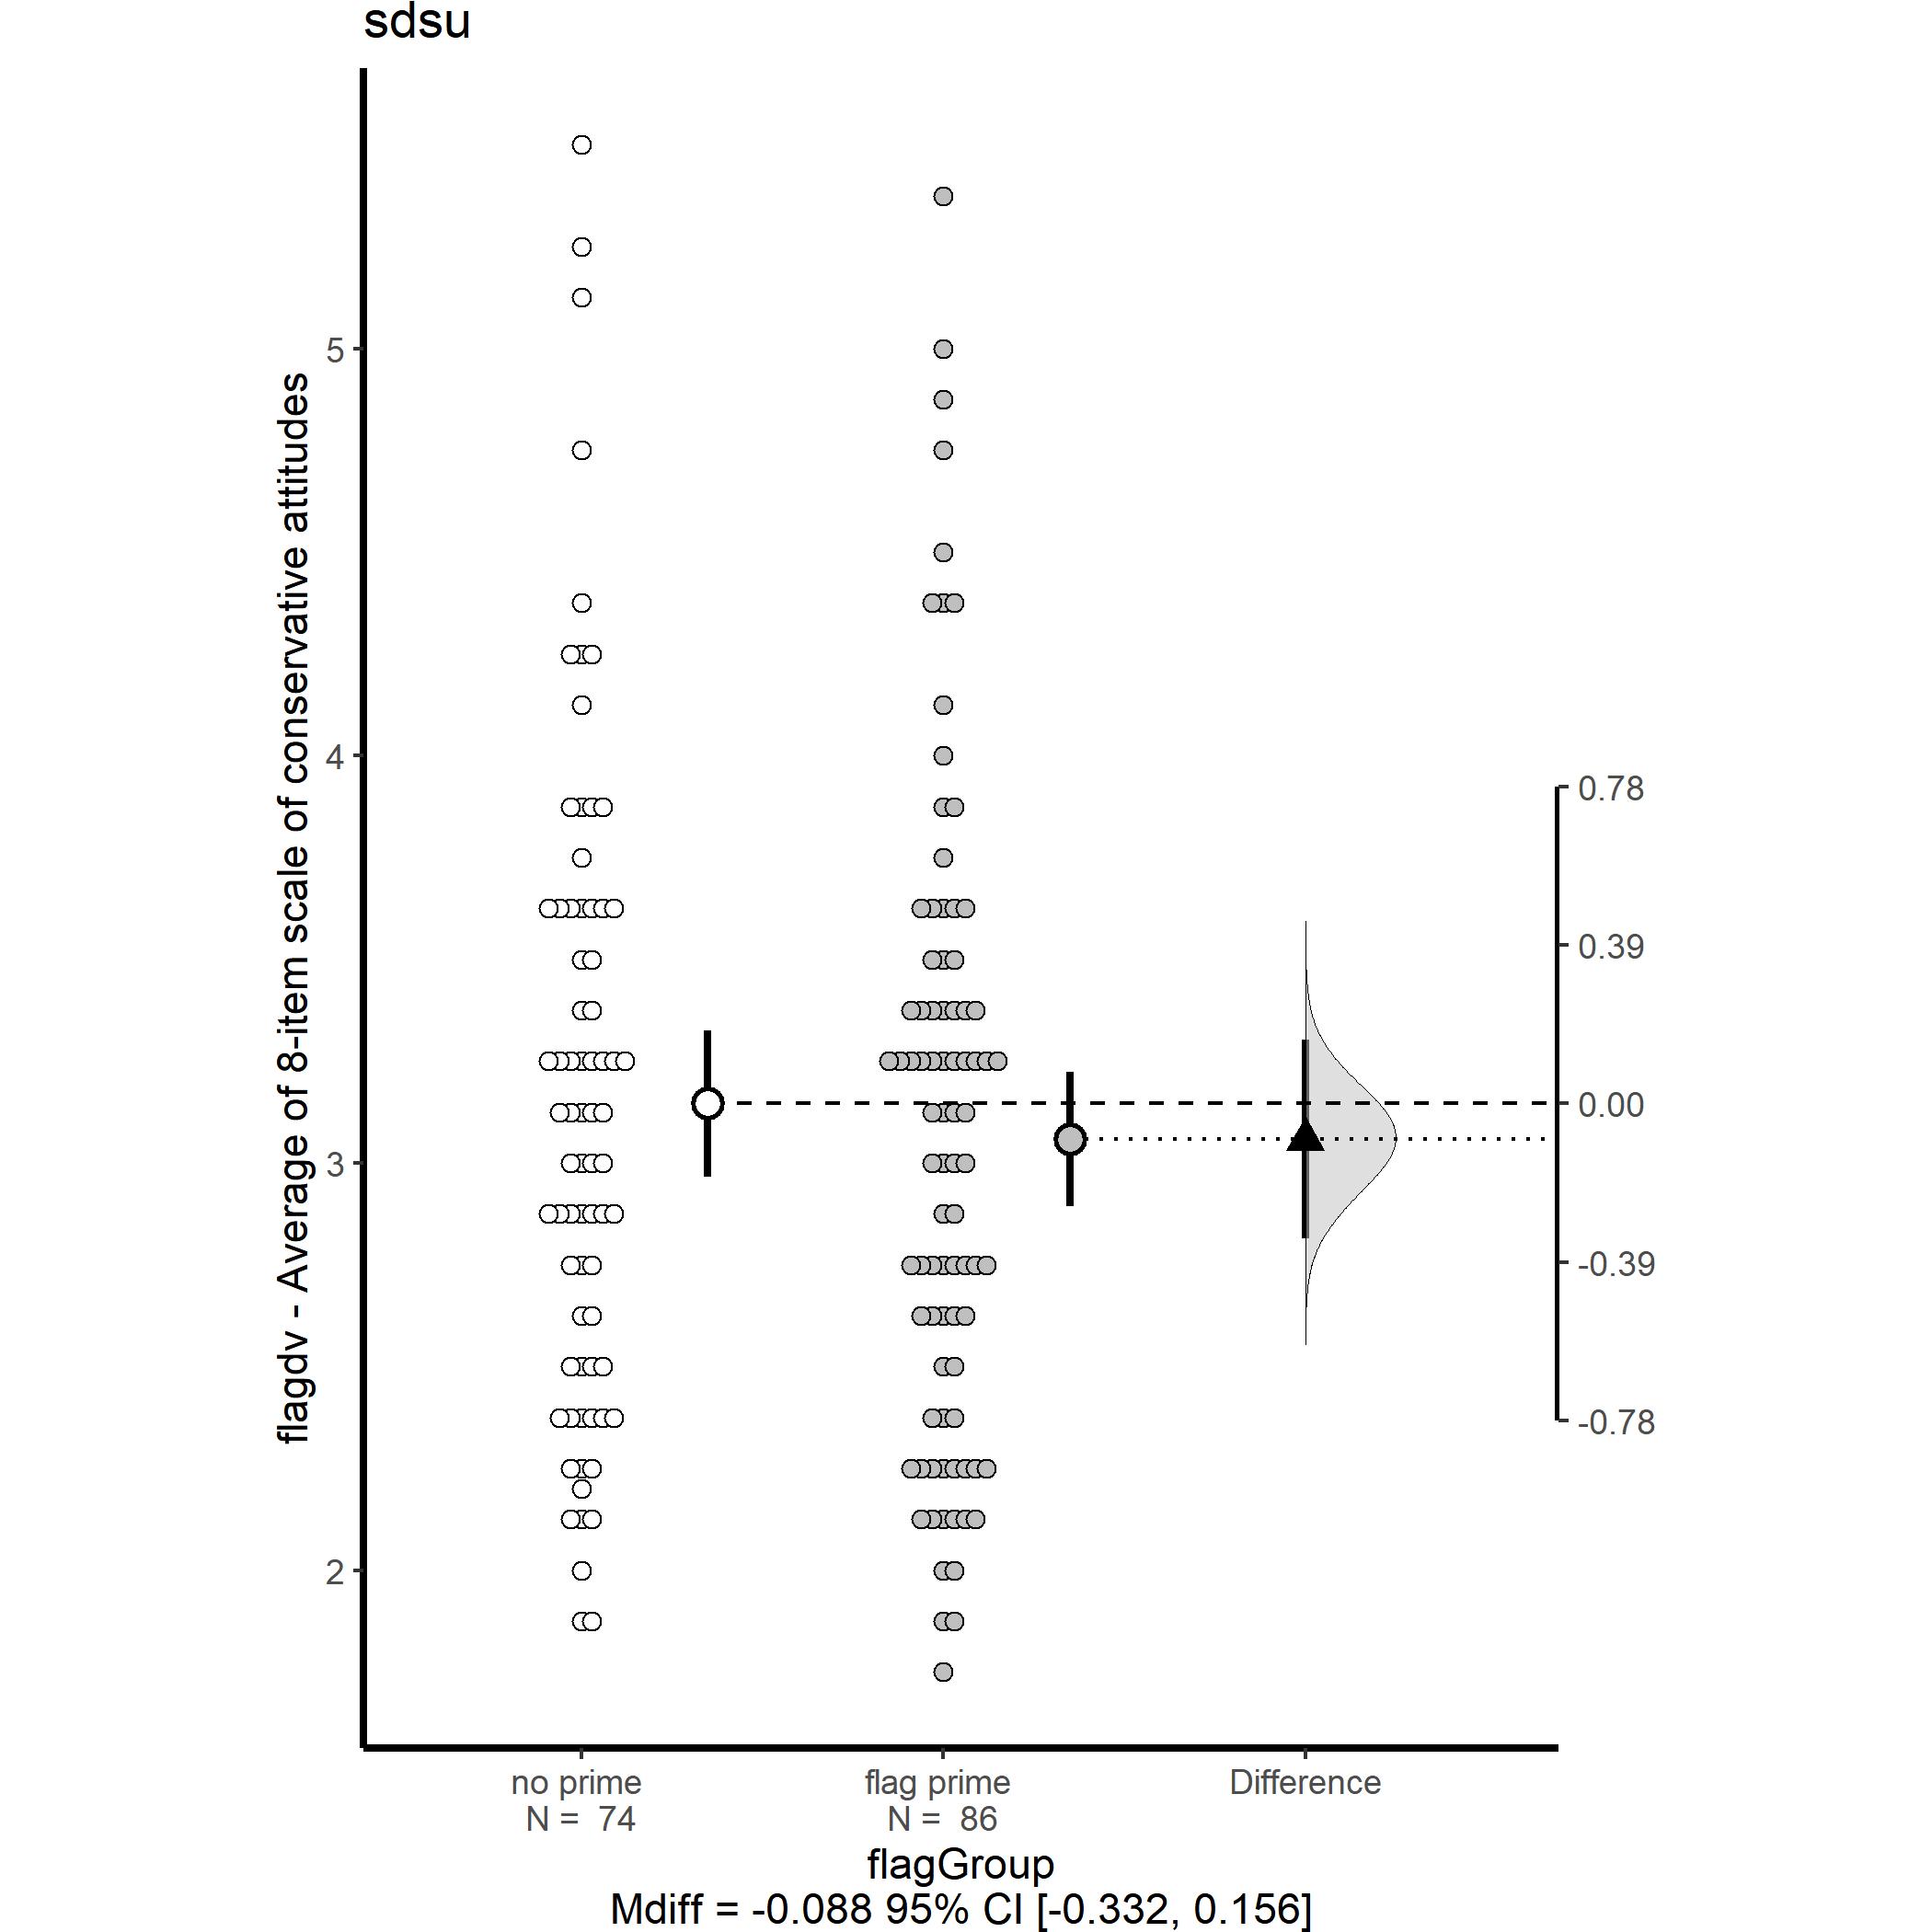 sdsu
flagdv - Average of 8-item scale of conservative attitudes
5
4
3
2
0.78
0.39
0.00
-0.39
-0.78
no prime
N =  74
flag prime
N =  86
Difference
flagGroup
Mdiff = -0.088 95% CI [-0.332, 0.156]